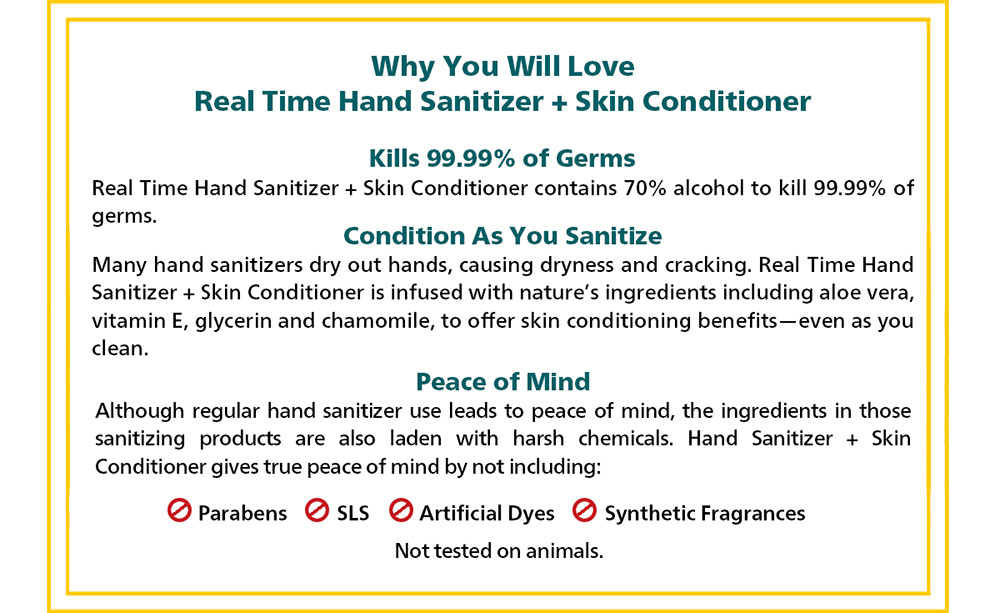 Why You Will Love
Real Time Hand Sanitizer + Skin Conditioner
Kills 99.99% of Germs
Real Time Hand Sanitizer + Skin Conditioner contains 70% alcohol to kill 99.99% of
germs.
Condition As You Sanitize
Many hand sanitizers dry out hands, causing dryness and cracking. Real Time Hand
Sanitizer + Skin Conditioner is infused with nature’s ingredients including aloe vera,
vitamin E, glycerin and chamomile, to offer skin conditioning benefits—even as you
clean.
Peace of Mind
Although regular hand sanitizer use leads to peace of mind, the ingredients in those
sanitizing products are also laden with harsh chemicals. Hand Sanitizer + Skin
Conditioner gives true peace of mind by not including:
Parabens SLS Artificial Dyes Synthetic Fragrances
Not tested on animals.